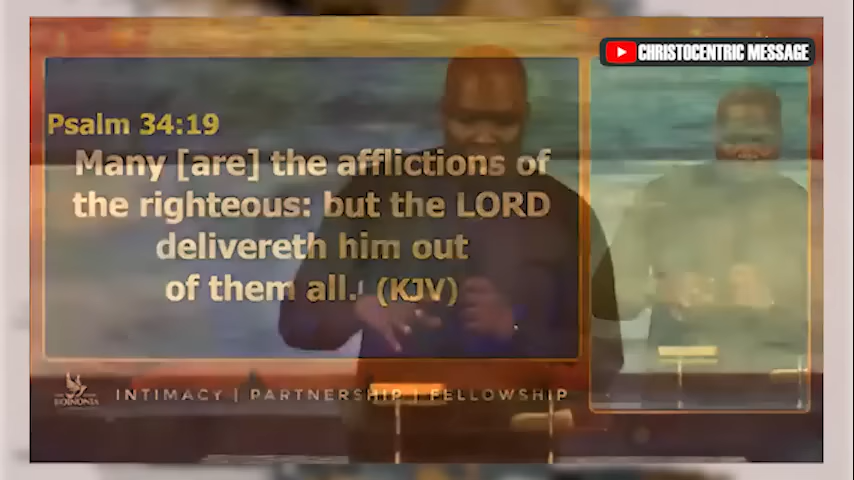 CHRISTOCENTRIC MESSAGE
Psalm 34:19
Many [are] the afflictions of
the righteous: but the LORD
delivereth him out
of them all. (KJV)
KOINONIA
INTIMACY | PARTNERSHIP | FELLOWSHIP